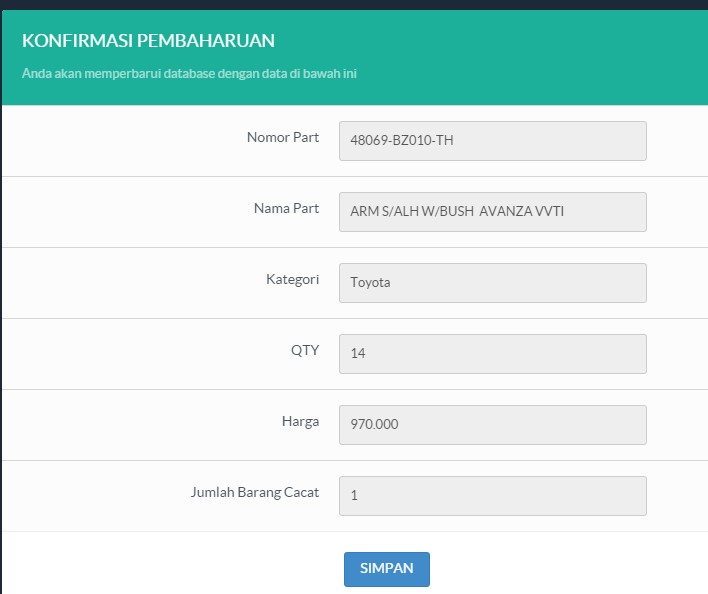 KONFIRMASI PEMBAHARUAN
Anda akan memperbarui database dengan data di bawah ini
Nomor Part 48069-BZ010-TH
Nama Part ARM S/ALH W/BUSH AVANZA VVTI
Kategori Toyota
QTY 14
Harga 970.000
Jumlah Barang Cacat 1
SIMPAN